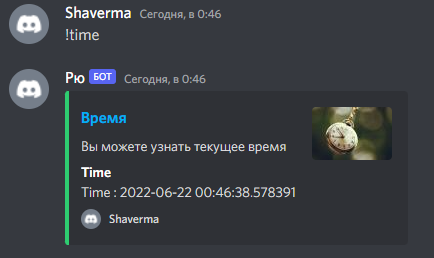 Shaverma Сегодня, в 0:46
!time
Рю БОТ Сегодня, в 0:46
Время
Вы можете узнать текущее время
Time
Time : 2022-06-22 00:46:38.578391
Shaverma